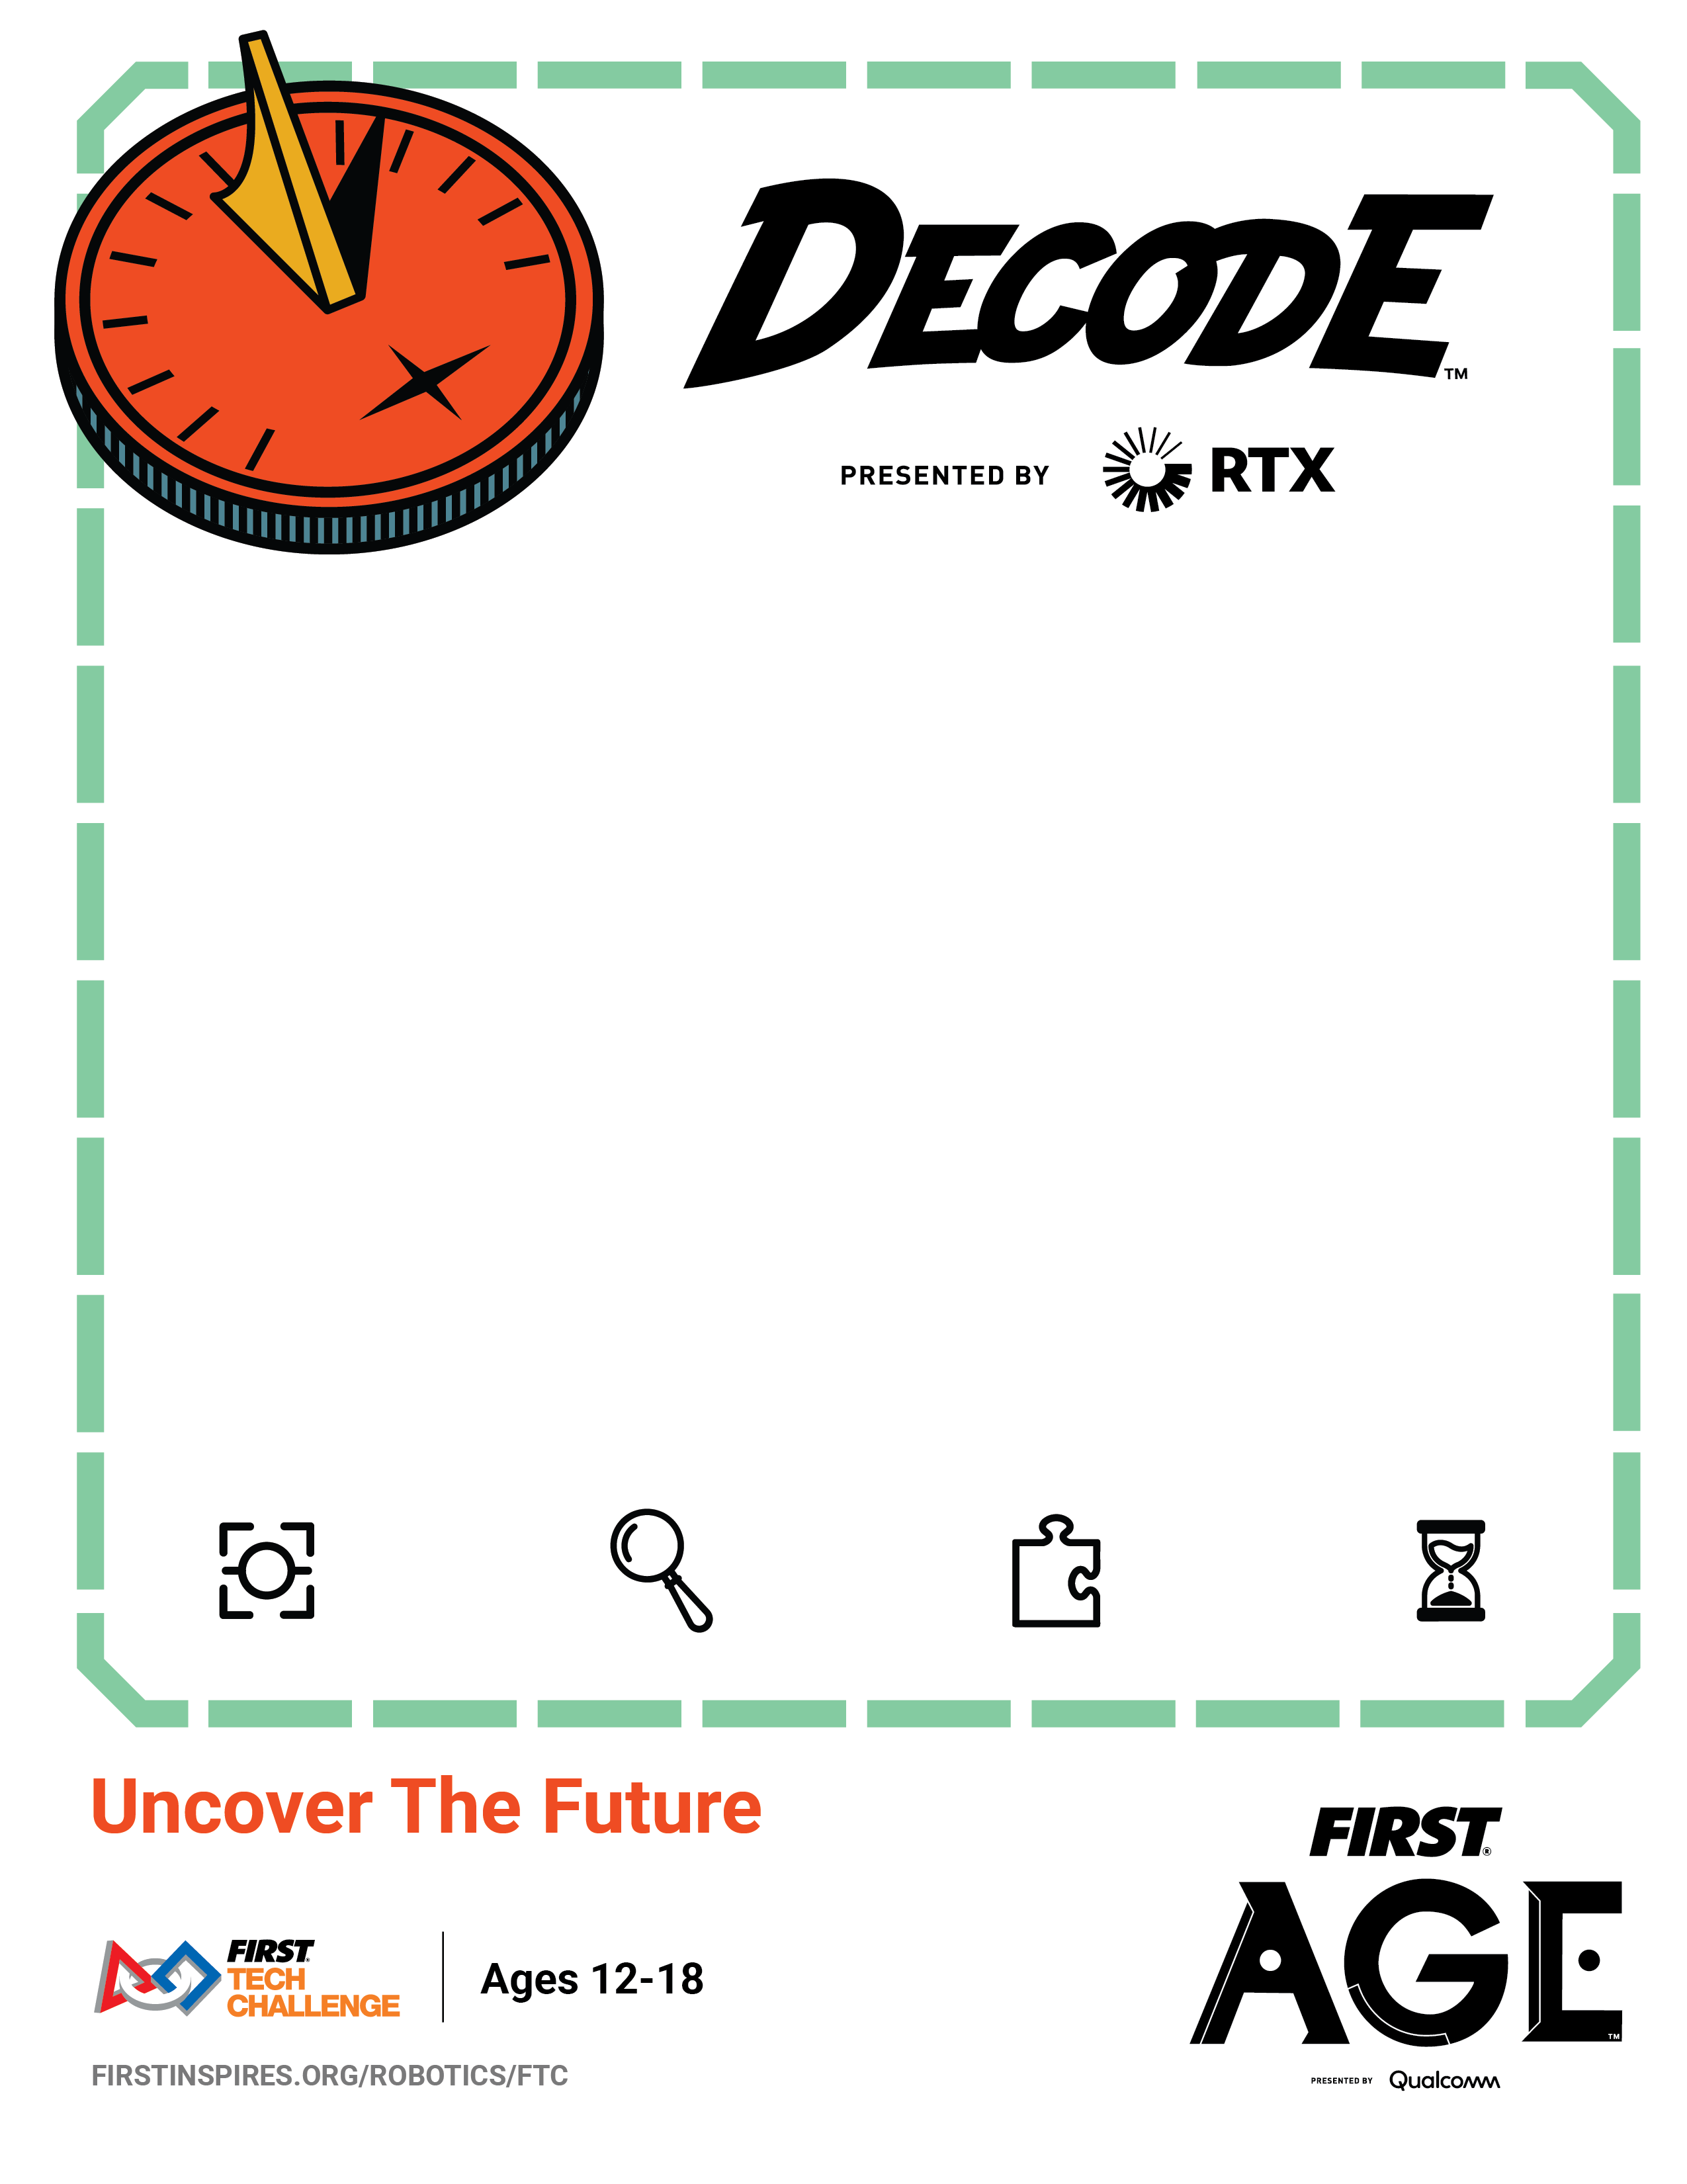 DECODE™
PRESENTED BY RTX
Uncover The Future
FIRST®
TECH
CHALLENGE
Ages 12-18
FIRSTINSPIRES.ORG/ROBOTICS/FTC
FIRST®
AGE™
PRESENTED BY Qualcomm